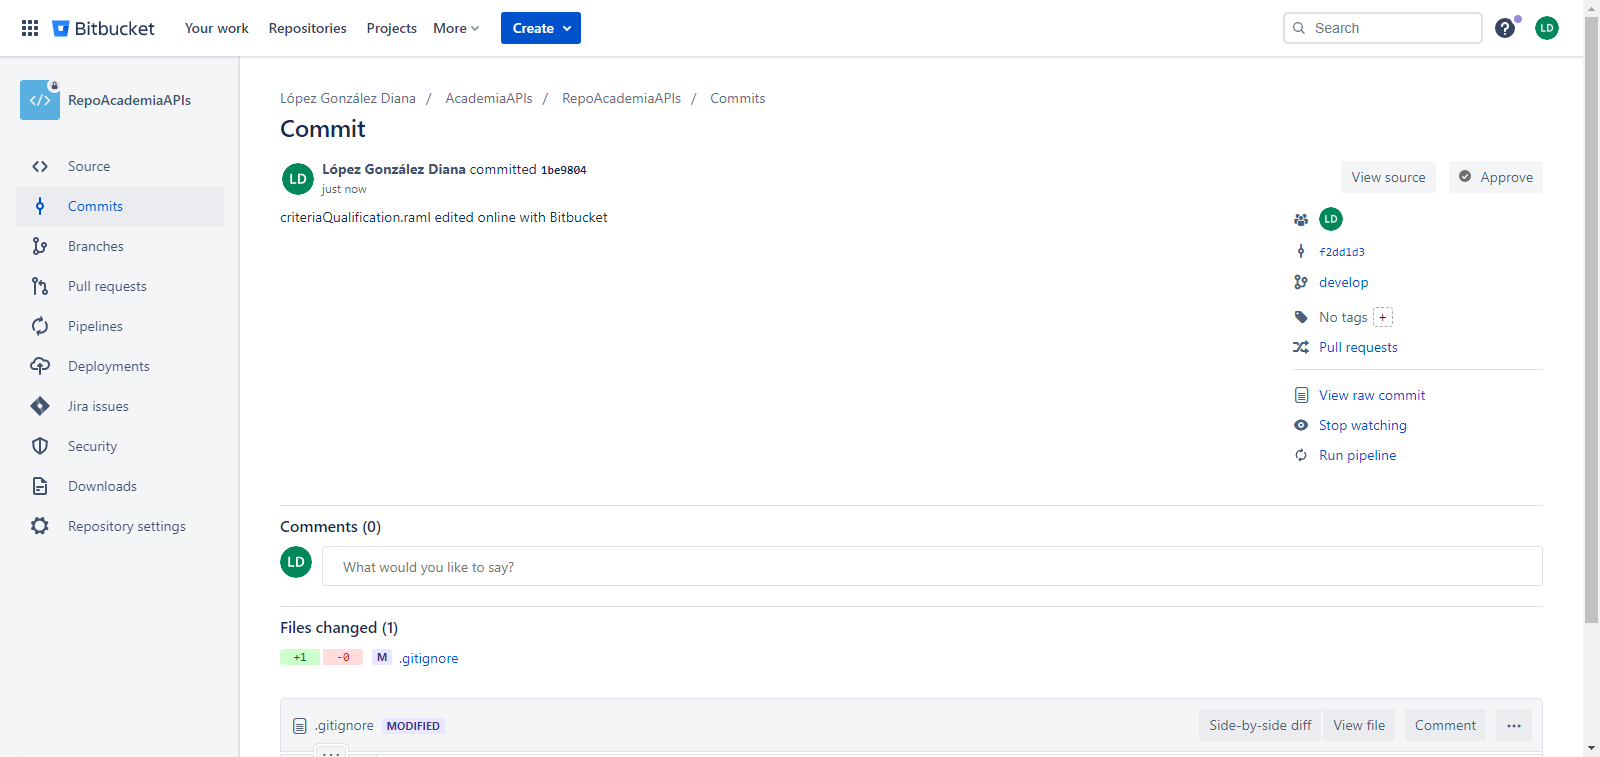 Bitbucket
Your work
Repositories
Projects
More
Create
Search
?
LD
</>
RepoAcademiaAPIs
Source
Commits
Branches
Pull requests
Pipelines
Deployments
Jira issues
Security
Downloads
Repository settings
López González Diana / AcademiaAPIs / RepoAcademiaAPIs / Commits
Commit
LD
López González Diana committed 1be9804
just now
View source
Approve
criteriaQualification.raml edited online with Bitbucket
LD
f2dd1d3
develop
No tags +
Pull requests
View raw commit
Stop watching
Run pipeline
Comments (0)
LD
What would you like to say?
Files changed (1)
+1 -0 M .gitignore
.gitignore MODIFIED
Side-by-side diff
View file
Comment
···
···